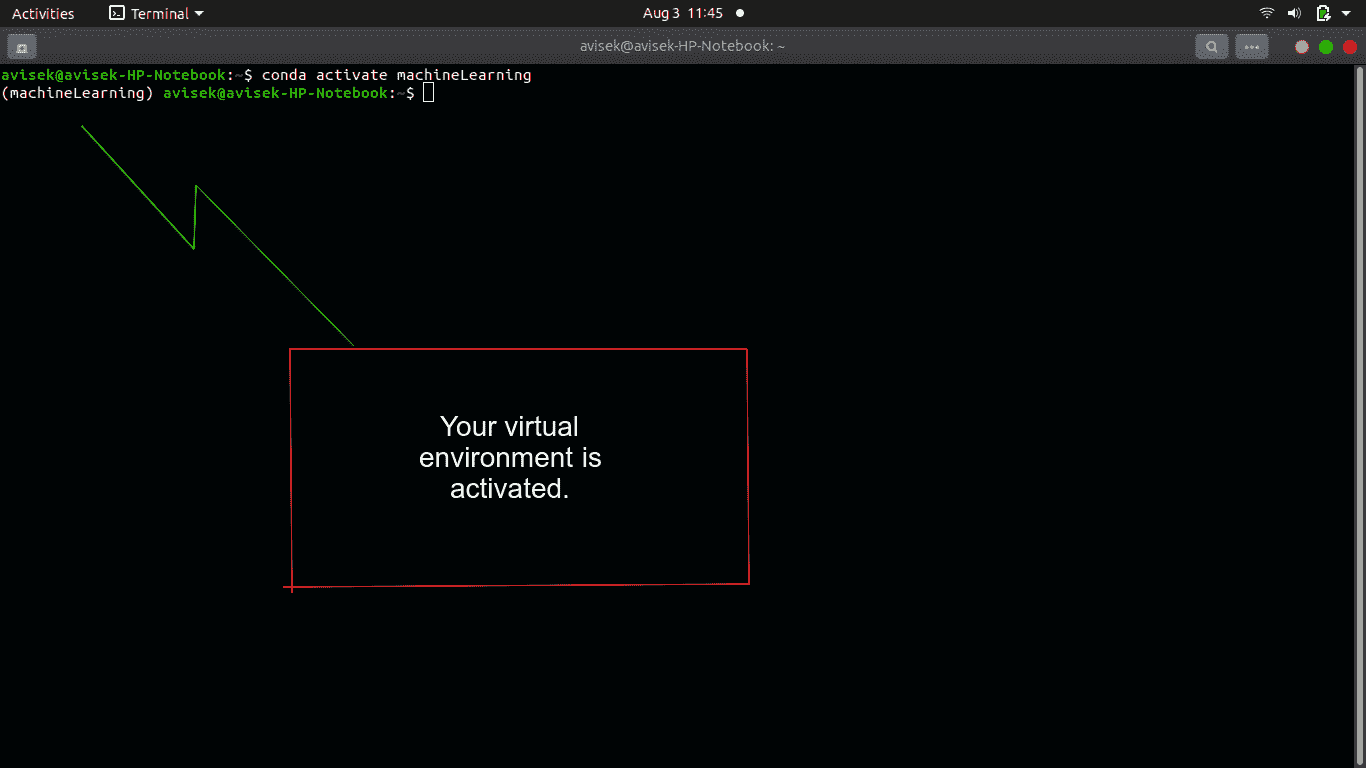 Activities Terminal Aug 3 11:45
avisek@avisek-HP-Notebook: ~
avisek@avisek-HP-Notebook:~$ conda activate machineLearning
(machineLearning) avisek@avisek-HP-Notebook:~$
Your virtual
environment is
activated.